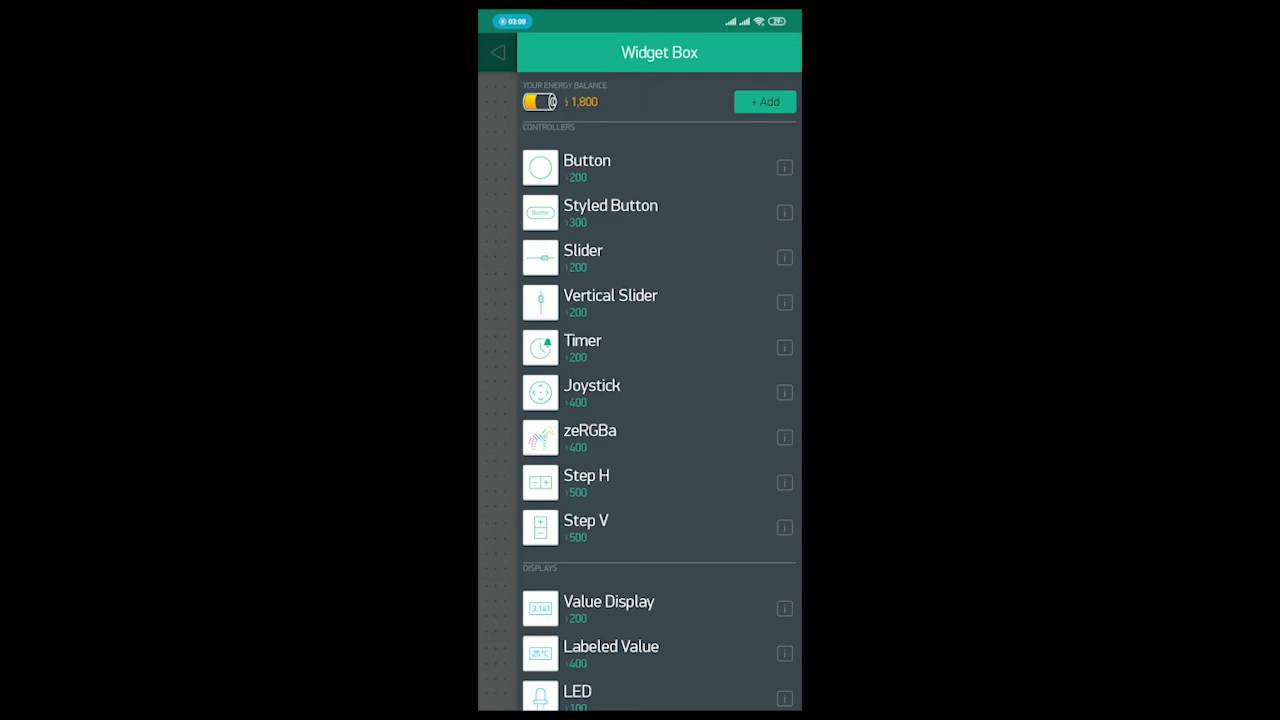 03:08
29
Widget Box
YOUR ENERGY BALANCE
1,800
+ Add
CONTROLLERS
Button
200
Button
Styled Button
300
Slider
200
Vertical Slider
200
Timer
200
Joystick
400
zeRGBa
400
Step H
500
Step V
500
DISPLAYS
3.141
Value Display
200
25°C
Labeled Value
400
LED
100